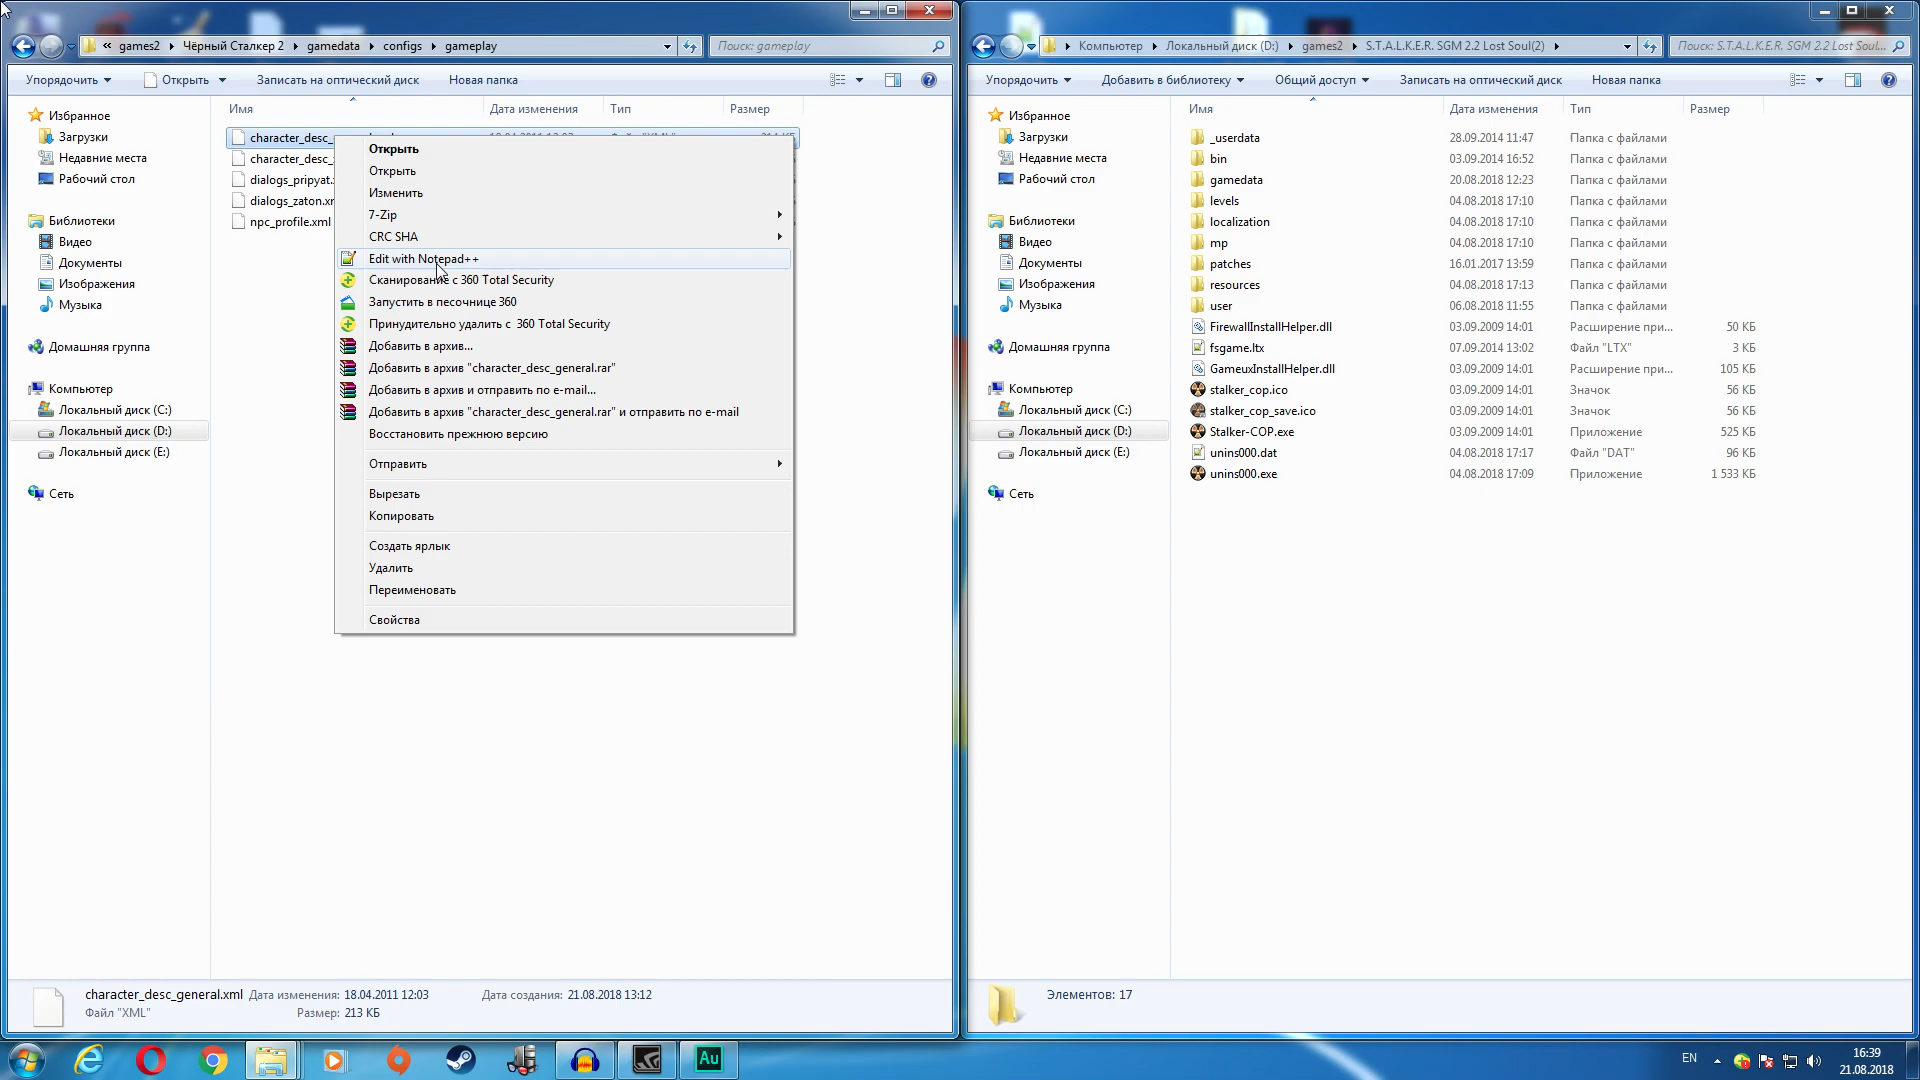 « games2 Чёрный Сталкер 2 gamedata configs gameplay
Поиск: gameplay
Упорядочить Открыть Записать на оптический диск Новая папка
Имя Дата изменения Тип Размер
Избранное
Загрузки
Недавние места
Рабочий стол
Библиотеки
Видео
Документы
Изображения
Музыка
Домашняя группа
Компьютер
Локальный диск (C:)
Локальный диск (D:)
Локальный диск (E:)
Сеть
character_desc_
character_desc_
dialogs_pripyat.
dialogs_zaton.xr
npc_profile.xml
Открыть
Открыть
Изменить
7-Zip
CRC SHA
Edit with Notepad++
Сканирование с 360 Total Security
Запустить в песочнице 360
Принудительно удалить с 360 Total Security
Добавить в архив...
Добавить в архив "character_desc_general.rar"
Добавить в архив и отправить по e-mail...
Добавить в архив "character_desc_general.rar" и отправить по e-mail
Восстановить прежнюю версию
Отправить
Вырезать
Копировать
Создать ярлык
Удалить
Переименовать
Свойства
character_desc_general.xml Дата изменения: 18.04.2011 12:03 Дата создания: 21.08.2018 13:12
Файл "XML" Размер: 213 КБ
Компьютер Локальный диск (D:) games2 S.T.A.L.K.E.R. SGM 2.2 Lost Soul(2)
Поиск: S.T.A.L.K.E.R. SGM 2.2 Lost Soul...
Упорядочить Добавить в библиотеку Общий доступ Записать на оптический диск Новая папка
Имя Дата изменения Тип Размер
Избранное
Загрузки
Недавние места
Рабочий стол
Библиотеки
Видео
Документы
Изображения
Музыка
Домашняя группа
Компьютер
Локальный диск (C:)
Локальный диск (D:)
Локальный диск (E:)
Сеть
_userdata 28.09.2014 11:47 Папка с файлами
bin 03.09.2014 16:52 Папка с файлами
gamedata 20.08.2018 12:23 Папка с файлами
levels 04.08.2018 17:10 Папка с файлами
localization 04.08.2018 17:10 Папка с файлами
mp 04.08.2018 17:10 Папка с файлами
patches 16.01.2017 13:59 Папка с файлами
resources 04.08.2018 17:13 Папка с файлами
user 06.08.2018 11:55 Папка с файлами
FirewallInstallHelper.dll 03.09.2009 14:01 Расширение при... 50 КБ
fsgame.ltx 07.09.2014 13:02 Файл "LTX" 3 КБ
GameuxInstallHelper.dll 03.09.2009 14:01 Расширение при... 105 КБ
stalker_cop.ico 03.09.2009 14:01 Значок 56 КБ
stalker_cop_save.ico 03.09.2009 14:01 Значок 56 КБ
Stalker-COP.exe 03.09.2009 14:01 Приложение 525 КБ
unins000.dat 04.08.2018 17:17 Файл "DAT" 96 КБ
unins000.exe 04.08.2018 17:09 Приложение 1 533 КБ
Элементов: 17
Au
EN
16:39
21.08.2018